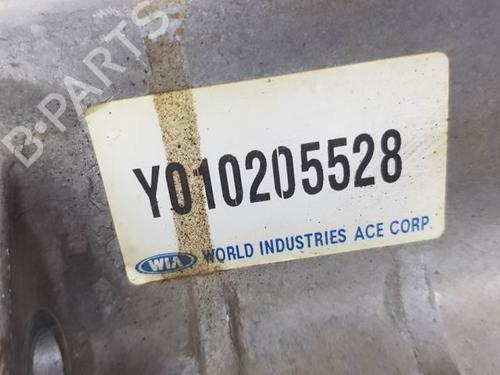 B-PARTS
Y010205528
WIA WORLD INDUSTRIES ACE CORP.